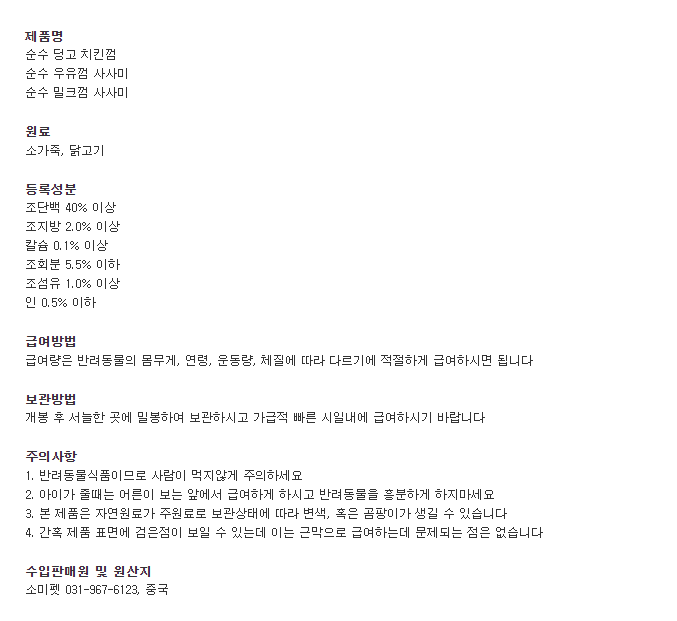 제품명
순수 덩고 치킨껌
순수 우유껌 사사미
순수 밀크껌 사사미
원료
소가죽, 닭고기
등록성분
조단백 40% 이상
조지방 2.0% 이상
칼슘 0.1% 이상
조회분 5.5% 이하
조섬유 1.0% 이상
인 0.5% 이하
급여방법
급여량은 반려동물의 몸무게, 연령, 운동량, 체질에 따라 다르기에 적절하게 급여하시면 됩니다
보관방법
개봉 후 서늘한 곳에 밀봉하여 보관하시고 가급적 빠른 시일내에 급여하시기 바랍니다
주의사항
1. 반려동물식품이므로 사람이 먹지않게 주의하세요
2. 아이가 줄때는 어른이 보는 앞에서 급여하게 하시고 반려동물을 흥분하게 하지마세요
3. 본 제품은 자연원료가 주원료로 보관상태에 따라 변색, 혹은 곰팡이가 생길 수 있습니다
4. 간혹 제품 표면에 검은점이 보일 수 있는데 이는 근막으로 급여하는데 문제되는 점은 없습니다
수입판매원 및 원산지
소미펫 031-967-6123, 중국